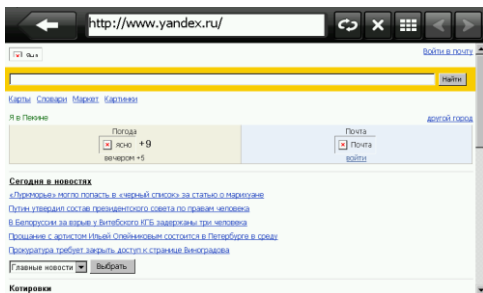 http://www.yandex.ru/
Войти в почту
Найти
Карты Словари Маркет Картинки
Я в Пекине
другой город
Погода
ясно +9
вечером +5
Почта
Почта
войти
Сегодня в новостях
«Луркморье» могло попасть в «черный список» за статью о марихуане
Путин утвердил состав президентского совета по правам человека
В Белоруссии за взрыв у Витебского КГБ задержаны три человека
Прощание с артистом Ильей Олейниковым состоится в Петербурге в среду
Прокуратура требует закрыть доступ к странице Виноградова
Главные новости Выбрать
Котировки